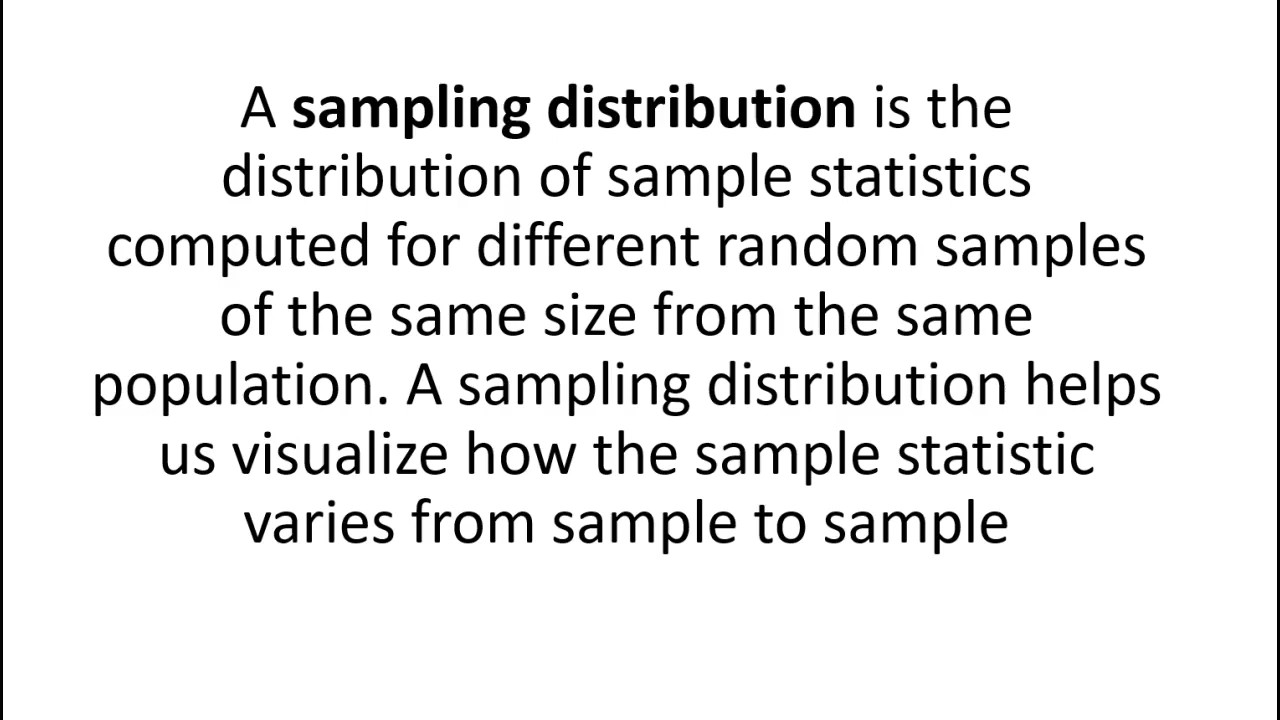 A sampling distribution is the
distribution of sample statistics
computed for different random samples
of the same size from the same
population. A sampling distribution helps
us visualize how the sample statistic
varies from sample to sample